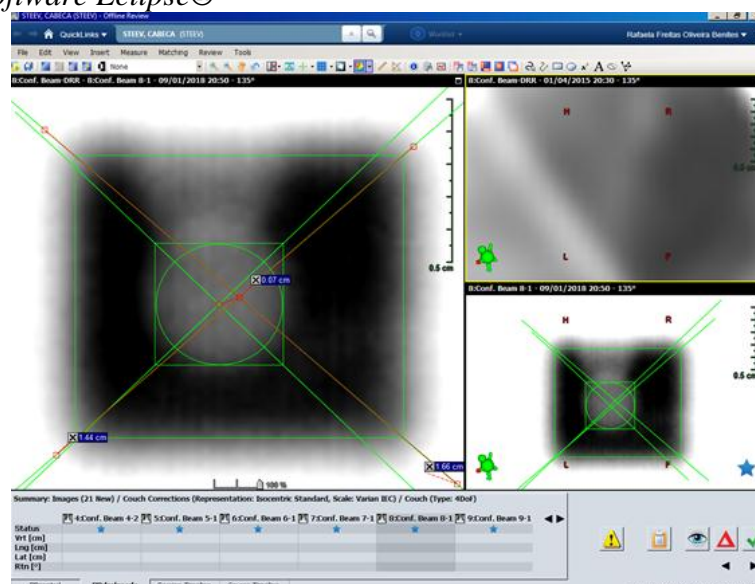 oftware Eclipse®
STEEV, CABECA (STEEV) - Offline Review
QuickLinks
STEEV, CABECA (STEEV)
Worklist
Rafaela Freitas Oliveira Benites
File Edit View Insert Measure Matching Review Tools
None
8:Conf. Beam-DRR - 8:Conf. Beam 8-1 - 09/01/2018 20:50 - 135°
8:Conf. Beam-DRR - 01/04/2015 20:30 - 135°
H R
L F
0.5 cm
0.07 cm
8:Conf. Beam 8-1 - 09/01/2018 20:50 - 135°
H R
0.5 cm
1.44 cm
1.66 cm
L F
100 %
Summary: Images (21 New) / Couch Corrections (Representation: Isocentric Standard, Scale: Varian IEC) / Couch (Type: 4DoF)
4:Conf. Beam 4-2 5:Conf. Beam 5-1 6:Conf. Beam 6-1 7:Conf. Beam 7-1 8:Conf. Beam 8-1 9:Conf. Beam 9-1
Status
Vrt [cm]
Lng [cm]
Lat [cm]
Rtn [°]